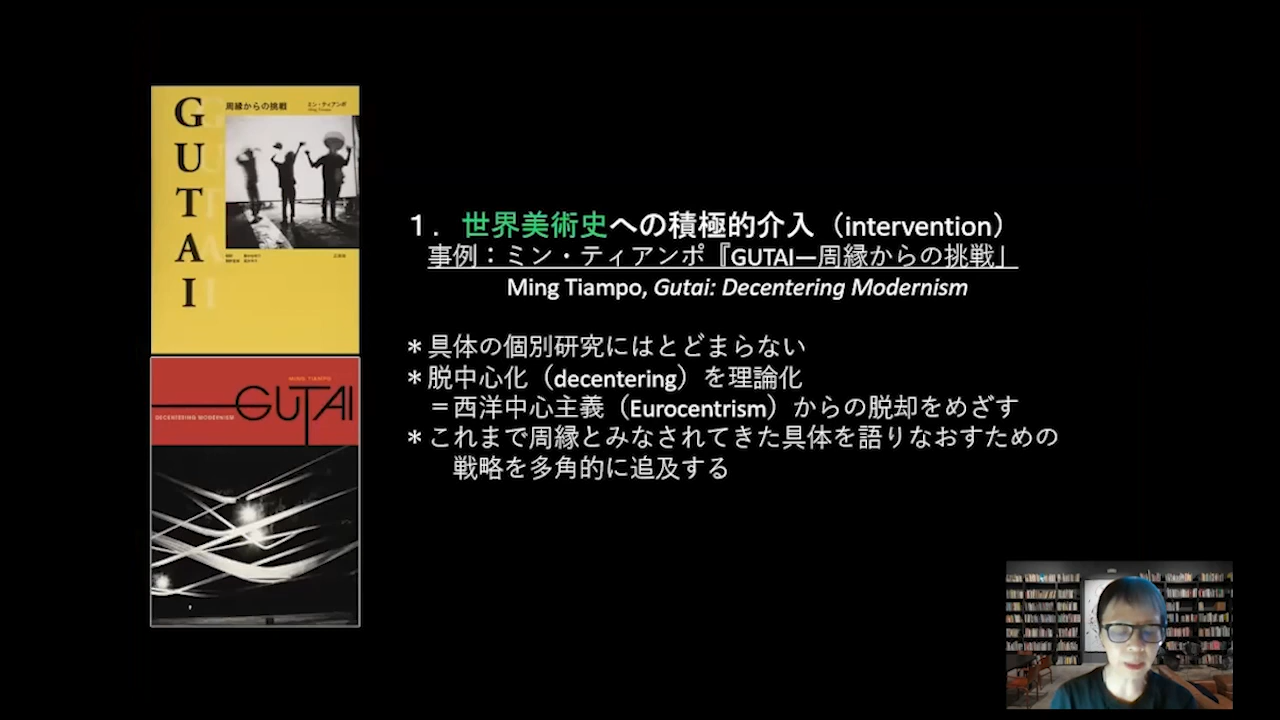 GUTAI
周縁からの挑戦
ミン・ティアンポ
MING TIAMPO
GUTAI
DECENTERING MODERNISM
１．世界美術史への積極的介入（intervention）
事例：ミン・ティアンポ『GUTAI―周縁からの挑戦』
Ming Tiampo, Gutai: Decentering Modernism
＊具体の個別研究にはとどまらない
＊脱中心化（decentering）を理論化
＝西洋中心主義（Eurocentrism）からの脱却をめざす
＊これまで周縁とみなされてきた具体を語りなおすための
戦略を多角的に追及する